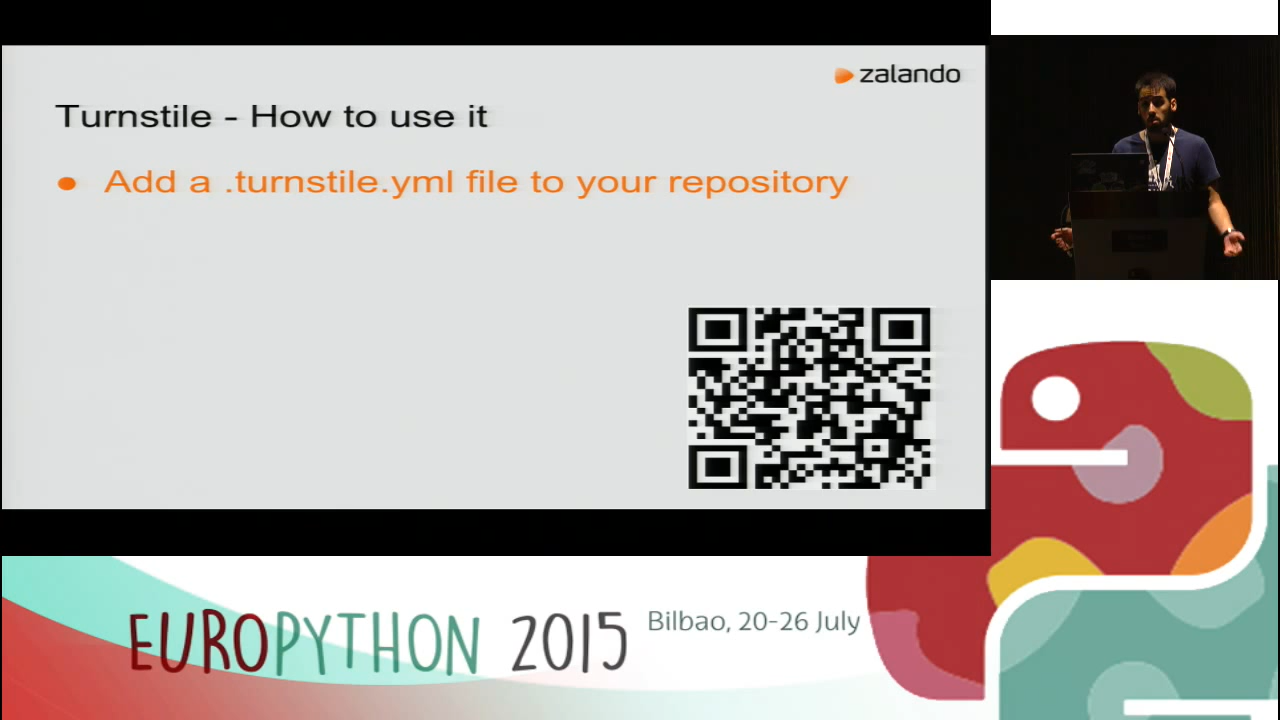 zalando
Turnstile - How to use it
● Add a .turnstile.yml file to your repository
EUROPYTHON 2015
Bilbao, 20-26 July